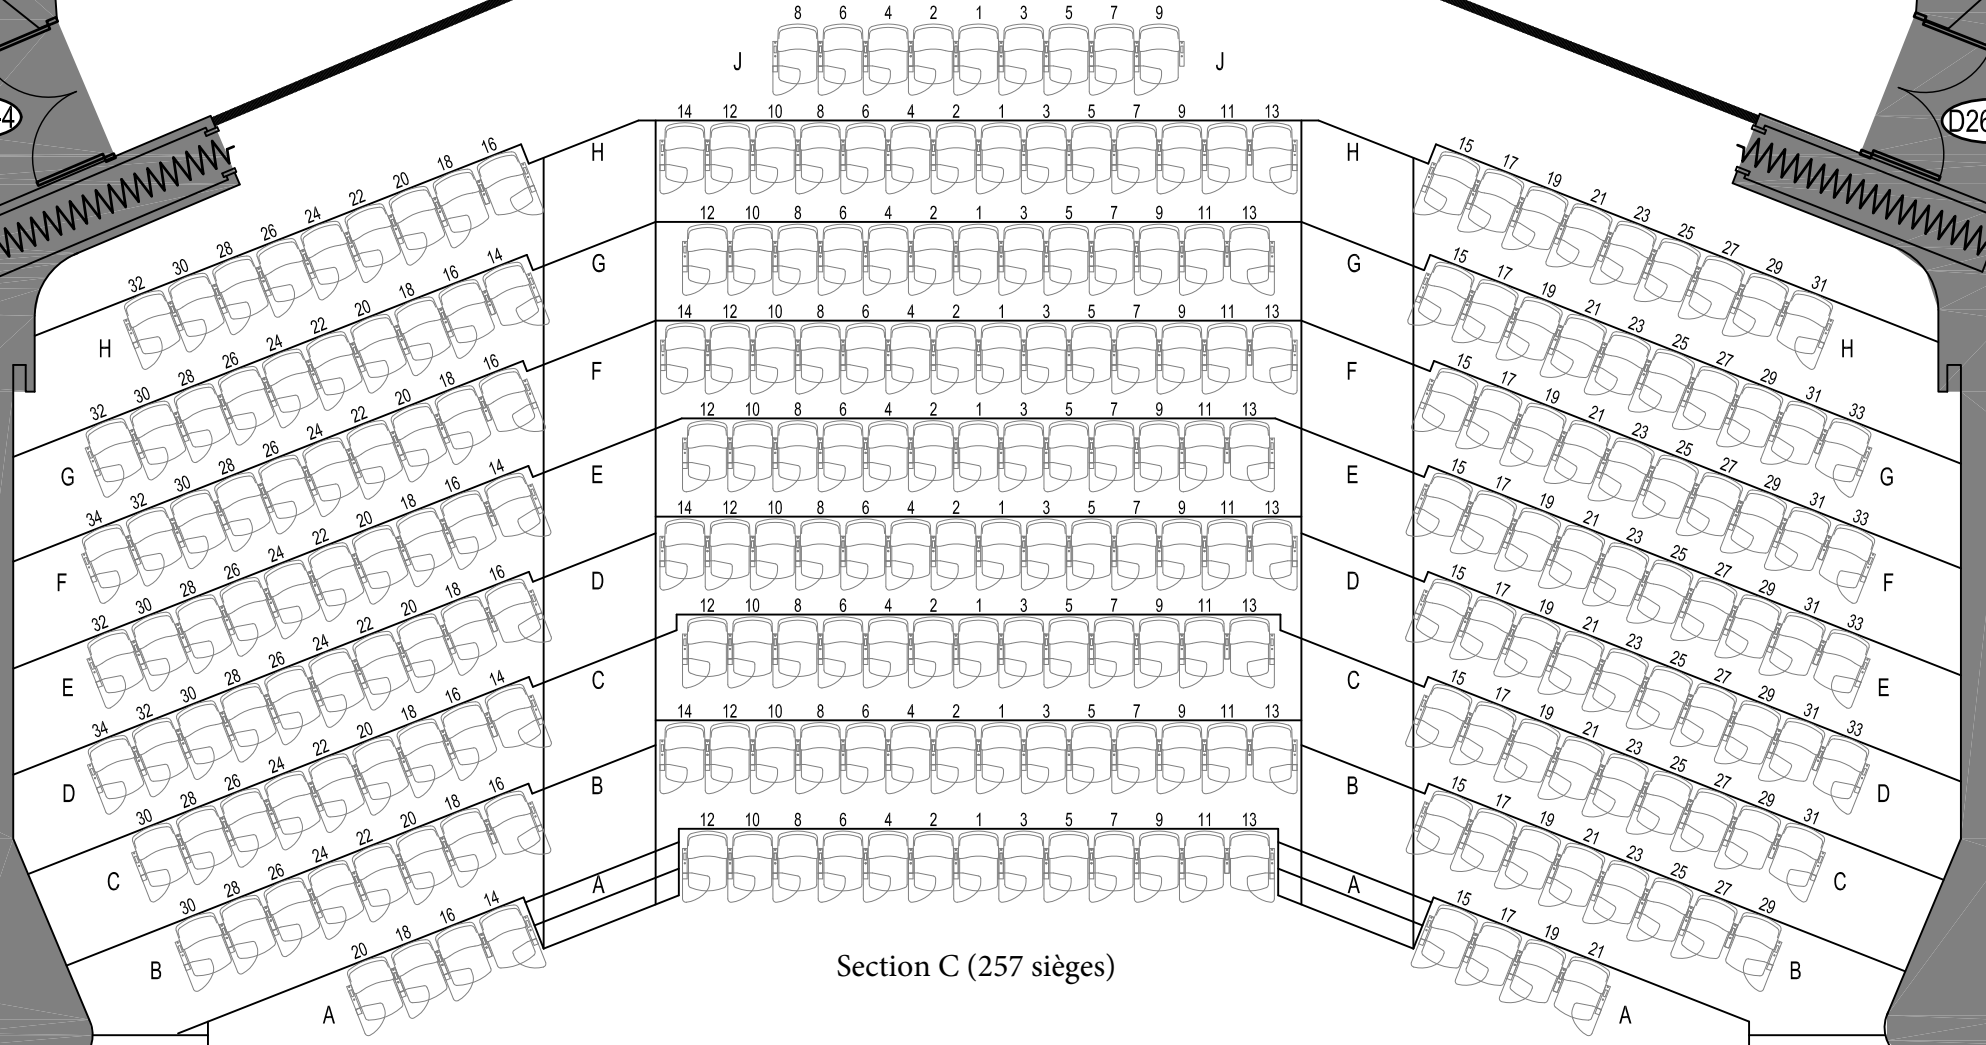 8 6 4 2 1 3 5 7 9
J J
14 12 10 8 6 4 2 1 3 5 7 9 11 13
H H
32 30 28 26 24 22 20 18 16
15 17 19 21 23 25 27 29 31
H H
12 10 8 6 4 2 1 3 5 7 9 11 13
G G
32 30 28 26 24 22 20 18 16 14
15 17 19 21 23 25 27 29 31 33
G G
14 12 10 8 6 4 2 1 3 5 7 9 11 13
F F
34 32 30 28 26 24 22 20 18 16
15 17 19 21 23 25 27 29 31 33
F F
12 10 8 6 4 2 1 3 5 7 9 11 13
E E
32 30 28 26 24 22 20 18 16 14
15 17 19 21 23 25 27 29 31 33
E E
14 12 10 8 6 4 2 1 3 5 7 9 11 13
D D
34 32 30 28 26 24 22 20 18 16
15 17 19 21 23 25 27 29 31 33
D D
12 10 8 6 4 2 1 3 5 7 9 11 13
C C
30 28 26 24 22 20 18 16 14
15 17 19 21 23 25 27 29 31
C C
14 12 10 8 6 4 2 1 3 5 7 9 11 13
B B
30 28 26 24 22 20 18 16
15 17 19 21 23 25 27 29
B B
12 10 8 6 4 2 1 3 5 7 9 11 13
A A
20 18 16 14
15 17 19 21
A A
Section C (257 sièges)